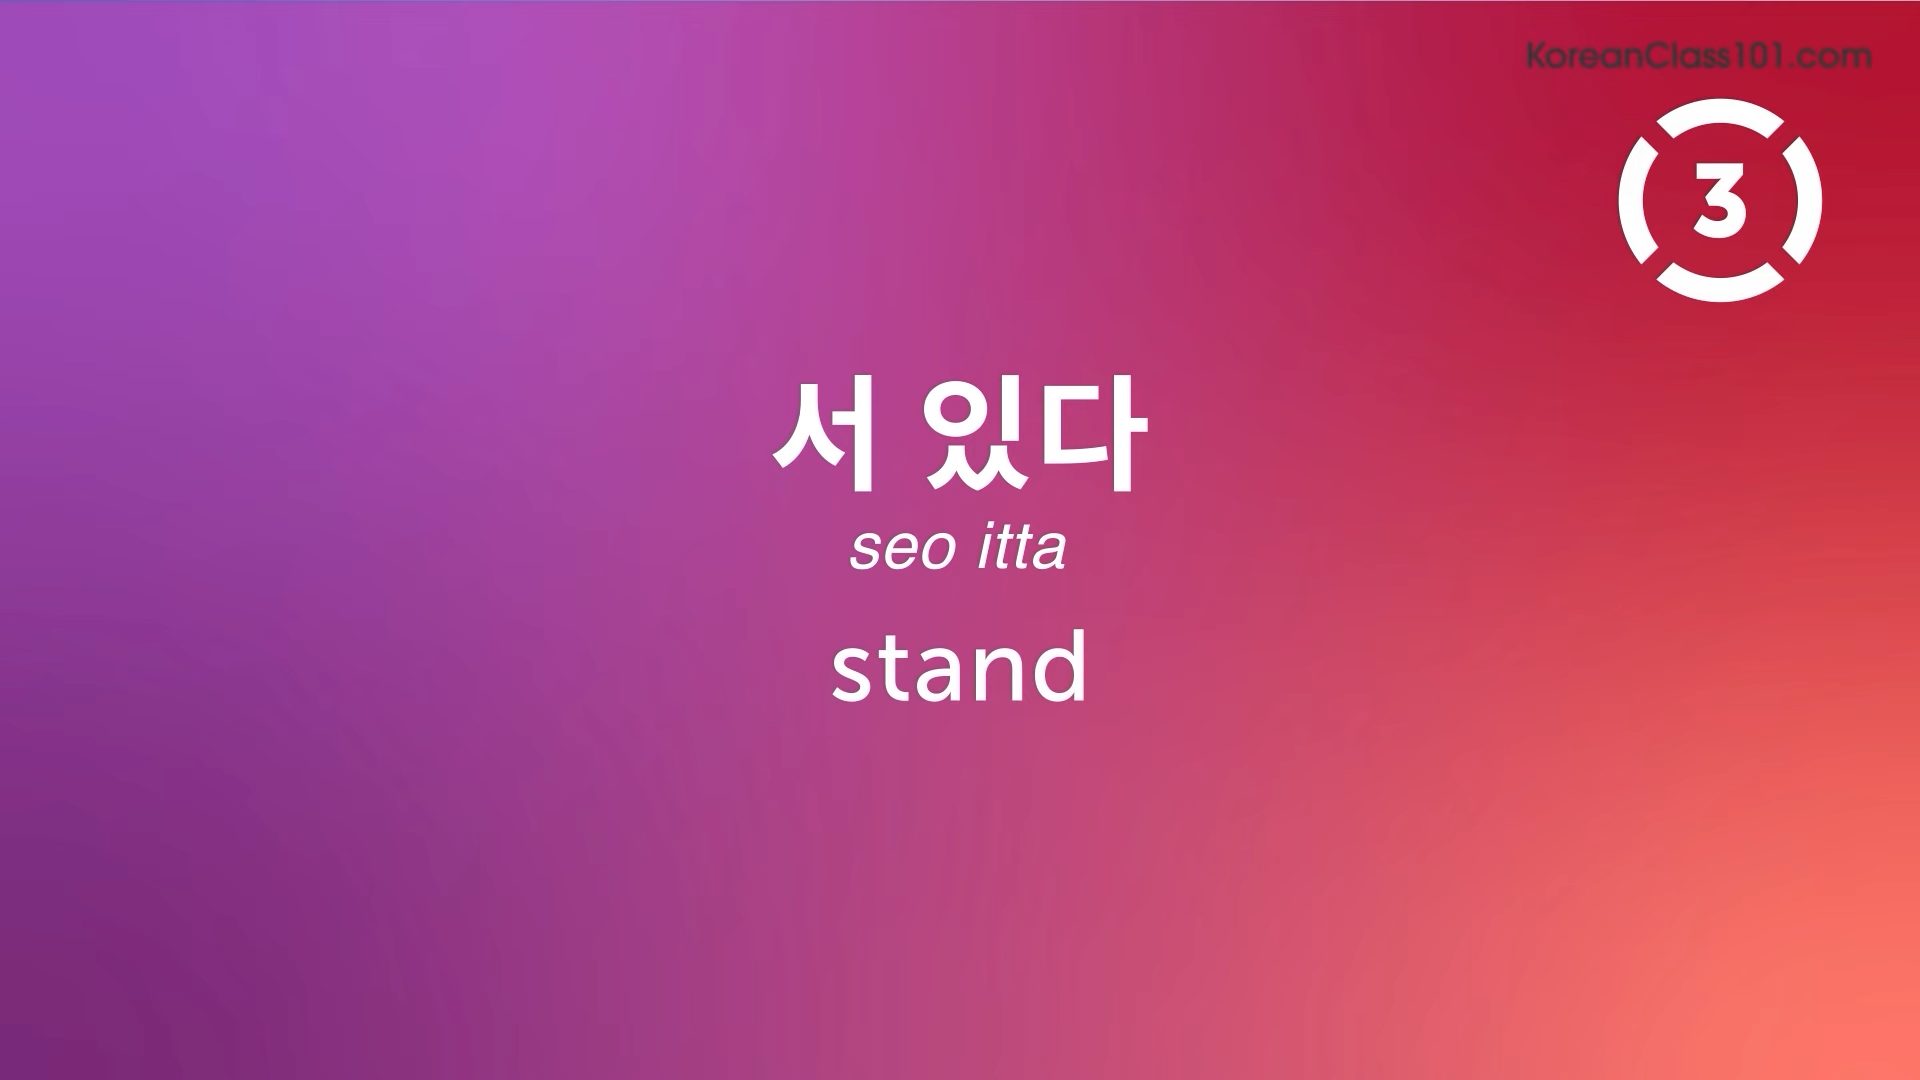 KoreanClass101.com
3
서 있다
seo itta
stand